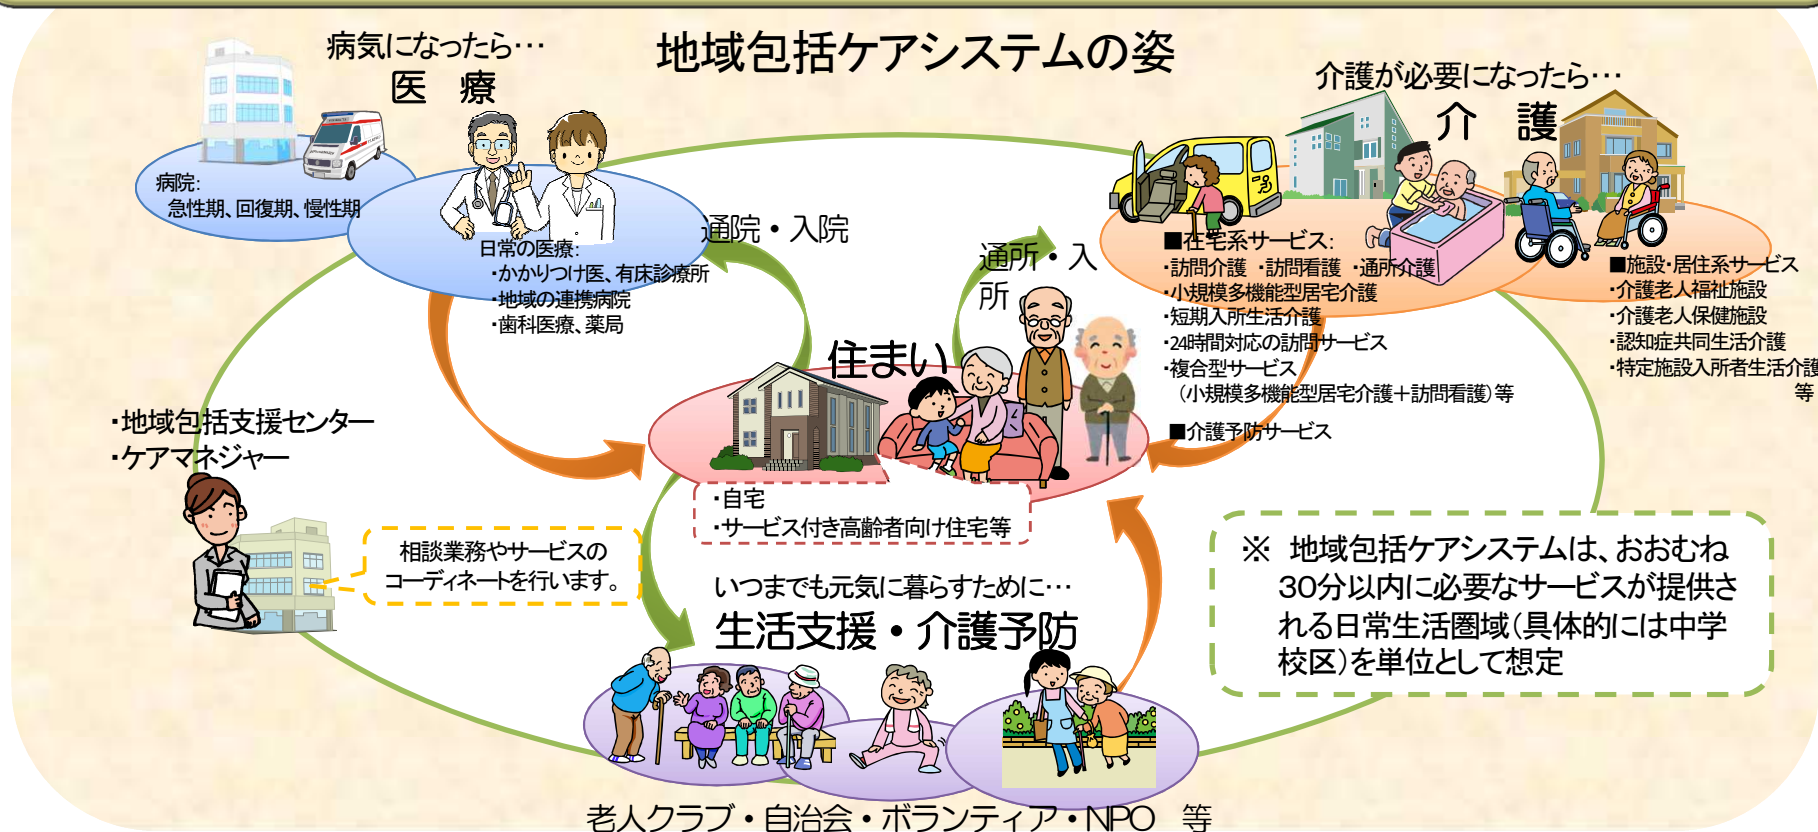 地域包括ケアシステムの姿
病気になったら…
医　療
病院:
急性期、回復期、慢性期
日常の医療:
・かかりつけ医、有床診療所
・地域の連携病院
・歯科医療、薬局
通院・入院
通所・入
所
介護が必要になったら…
介　護
■在宅系サービス:
・訪問介護　・訪問看護　・通所介護
・小規模多機能型居宅介護
・短期入所生活介護
・24時間対応の訪問サービス
・複合型サービス
（小規模多機能型居宅介護＋訪問看護）等
■介護予防サービス
■施設・居住系サービス
・介護老人福祉施設
・介護老人保健施設
・認知症共同生活介護
・特定施設入所者生活介護
等
住まい
・自宅
・サービス付き高齢者向け住宅等
・地域包括支援センター
・ケアマネジャー
相談業務やサービスの
コーディネートを行います。
いつまでも元気に暮らすために…
生活支援・介護予防
※　地域包括ケアシステムは、おおむね
30分以内に必要なサービスが提供さ
れる日常生活圏域（具体的には中学
校区）を単位として想定
老人クラブ・自治会・ボランティア・NPO　等